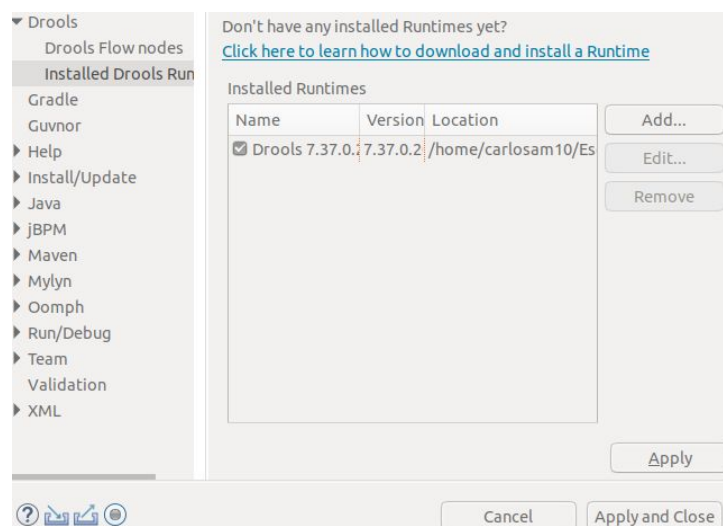 Drools
Drools Flow nodes
Installed Drools Run
Gradle
Guvnor
Help
Install/Update
Java
jBPM
Maven
Mylyn
Oomph
Run/Debug
Team
Validation
XML
Don't have any installed Runtimes yet?
Click here to learn how to download and install a Runtime
Installed Runtimes
Name Version Location
Drools 7.37.0.2 7.37.0.2 /home/carlosam10/Es
Add...
Edit...
Remove
Apply
Cancel Apply and Close